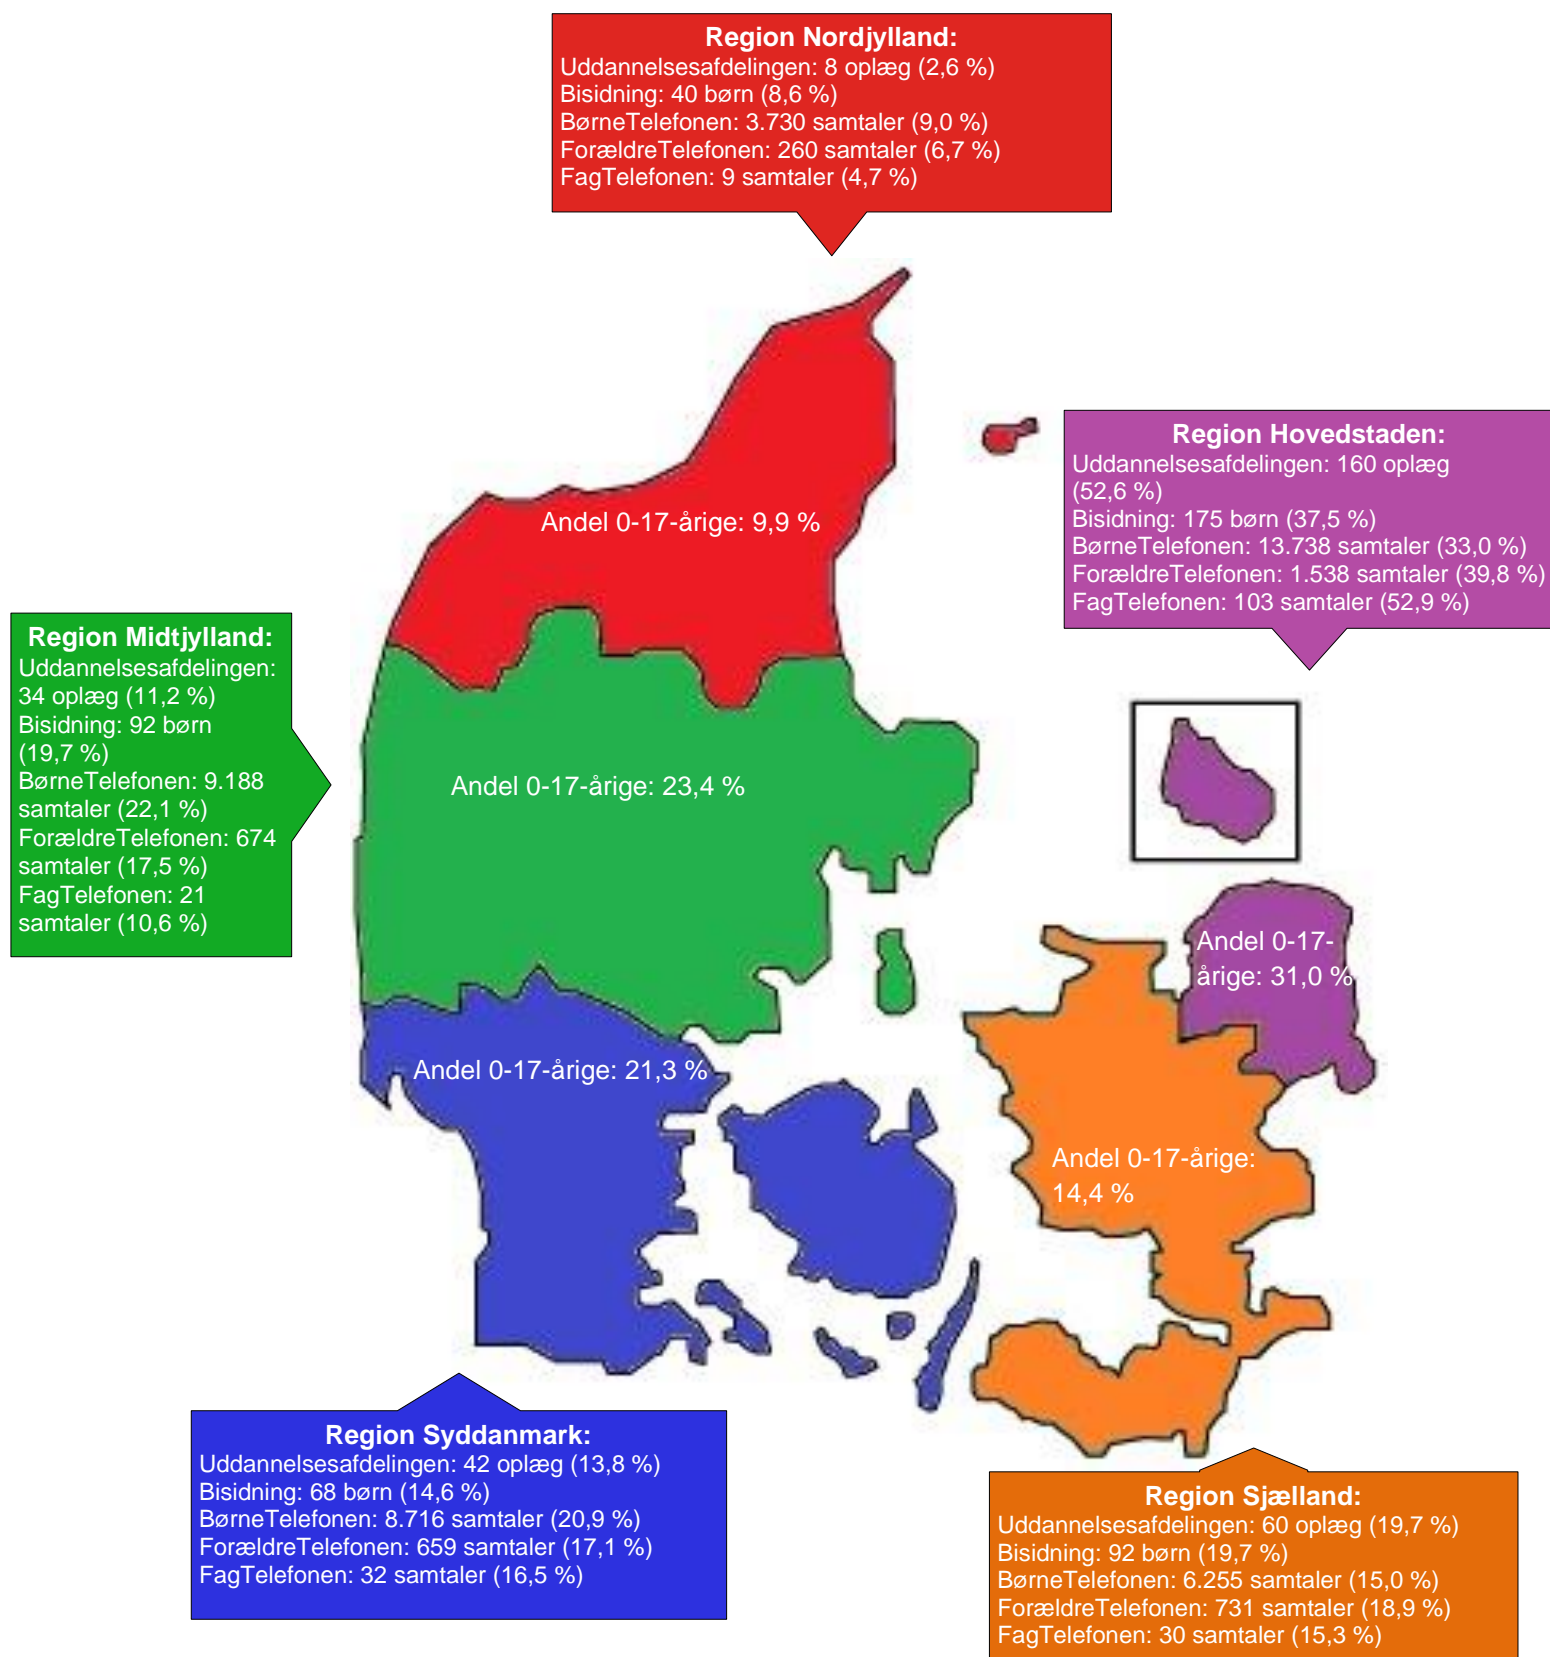 Region Nordjylland:
Uddannelsesafdelingen: 8 oplæg (2,6 %)
Bisidning: 40 børn (8,6 %)
BørneTelefonen: 3.730 samtaler (9,0 %)
ForældreTelefonen: 260 samtaler (6,7 %)
FagTelefonen: 9 samtaler (4,7 %)
Region Hovedstaden:
Uddannelsesafdelingen: 160 oplæg
(52,6 %)
Bisidning: 175 børn (37,5 %)
BørneTelefonen: 13.738 samtaler (33,0 %)
ForældreTelefonen: 1.538 samtaler (39,8 %)
FagTelefonen: 103 samtaler (52,9 %)
Andel 0-17-årige: 9,9 %
Region Midtjylland:
Uddannelsesafdelingen:
34 oplæg (11,2 %)
Bisidning: 92 børn
(19,7 %)
BørneTelefonen: 9.188
samtaler (22,1 %)
ForældreTelefonen: 674
samtaler (17,5 %)
FagTelefonen: 21
samtaler (10,6 %)
Andel 0-17-årige: 23,4 %
Andel 0-17-
årige: 31,0 %
Andel 0-17-årige: 21,3 %
Andel 0-17-årige:
14,4 %
Region Syddanmark:
Uddannelsesafdelingen: 42 oplæg (13,8 %)
Bisidning: 68 børn (14,6 %)
BørneTelefonen: 8.716 samtaler (20,9 %)
ForældreTelefonen: 659 samtaler (17,1 %)
FagTelefonen: 32 samtaler (16,5 %)
Region Sjælland:
Uddannelsesafdelingen: 60 oplæg (19,7 %)
Bisidning: 92 børn (19,7 %)
BørneTelefonen: 6.255 samtaler (15,0 %)
ForældreTelefonen: 731 samtaler (18,9 %)
FagTelefonen: 30 samtaler (15,3 %)